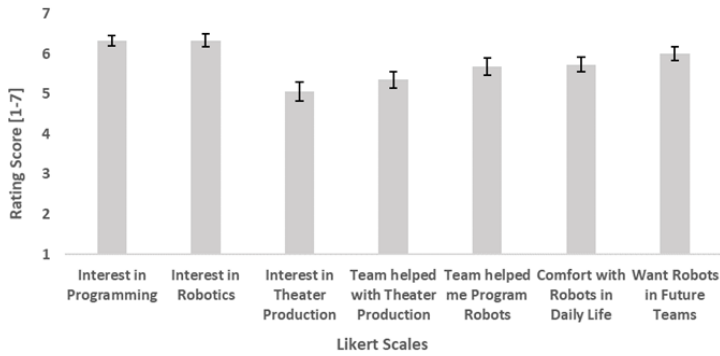 Rating Score [1-7]
7
6
5
4
3
2
1
Interest in
Programming
Interest in
Robotics
Interest in
Theater
Production
Team helped
with Theater
Production
Team helped
me Program
Robots
Comfort with
Robots in
Daily Life
Want Robots
in Future
Teams
Likert Scales